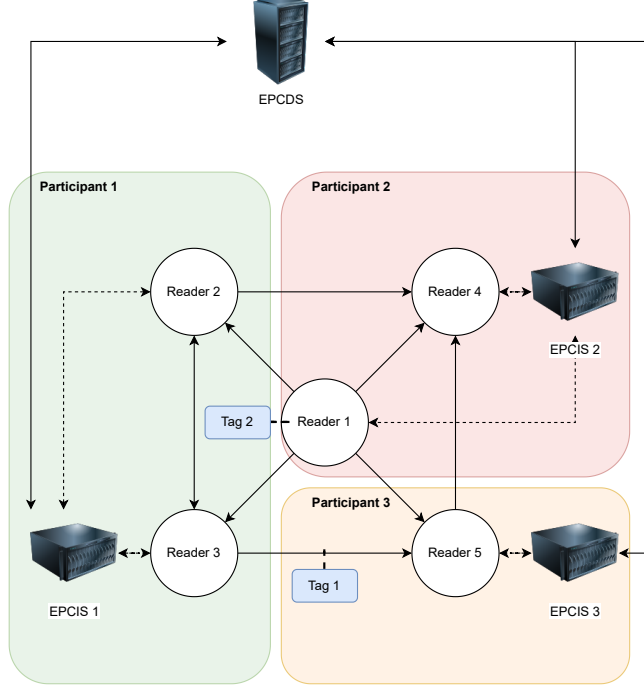 EPCDS
Participant 1
Participant 2
Reader 2
Reader 4
EPCIS 2
Tag 2
Reader 1
Participant 3
Reader 3
Reader 5
Tag 1
EPCIS 1
EPCIS 3